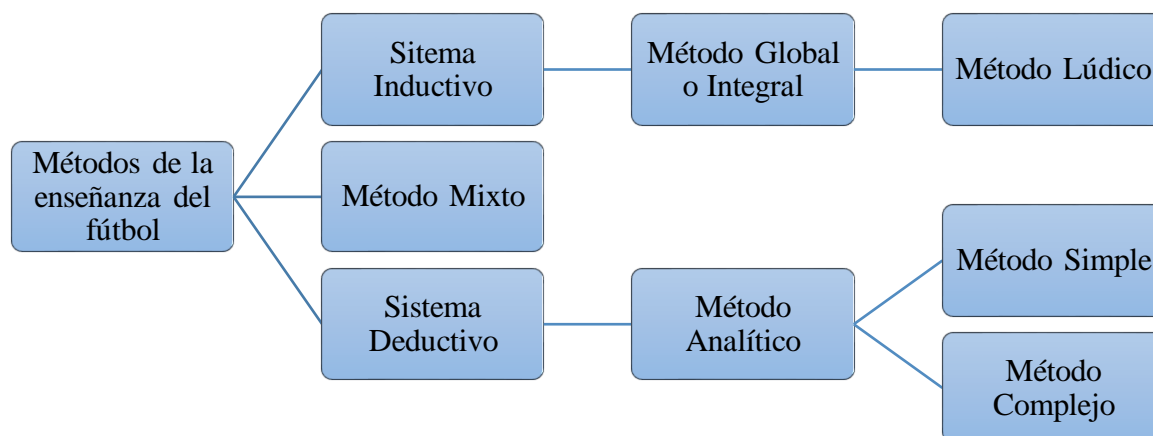 Métodos de la
enseñanza del
fútbol
Sitema
Inductivo
Método Global
o Integral
Método Lúdico
Método Mixto
Sistema
Deductivo
Método
Analítico
Método Simple
Método
Complejo